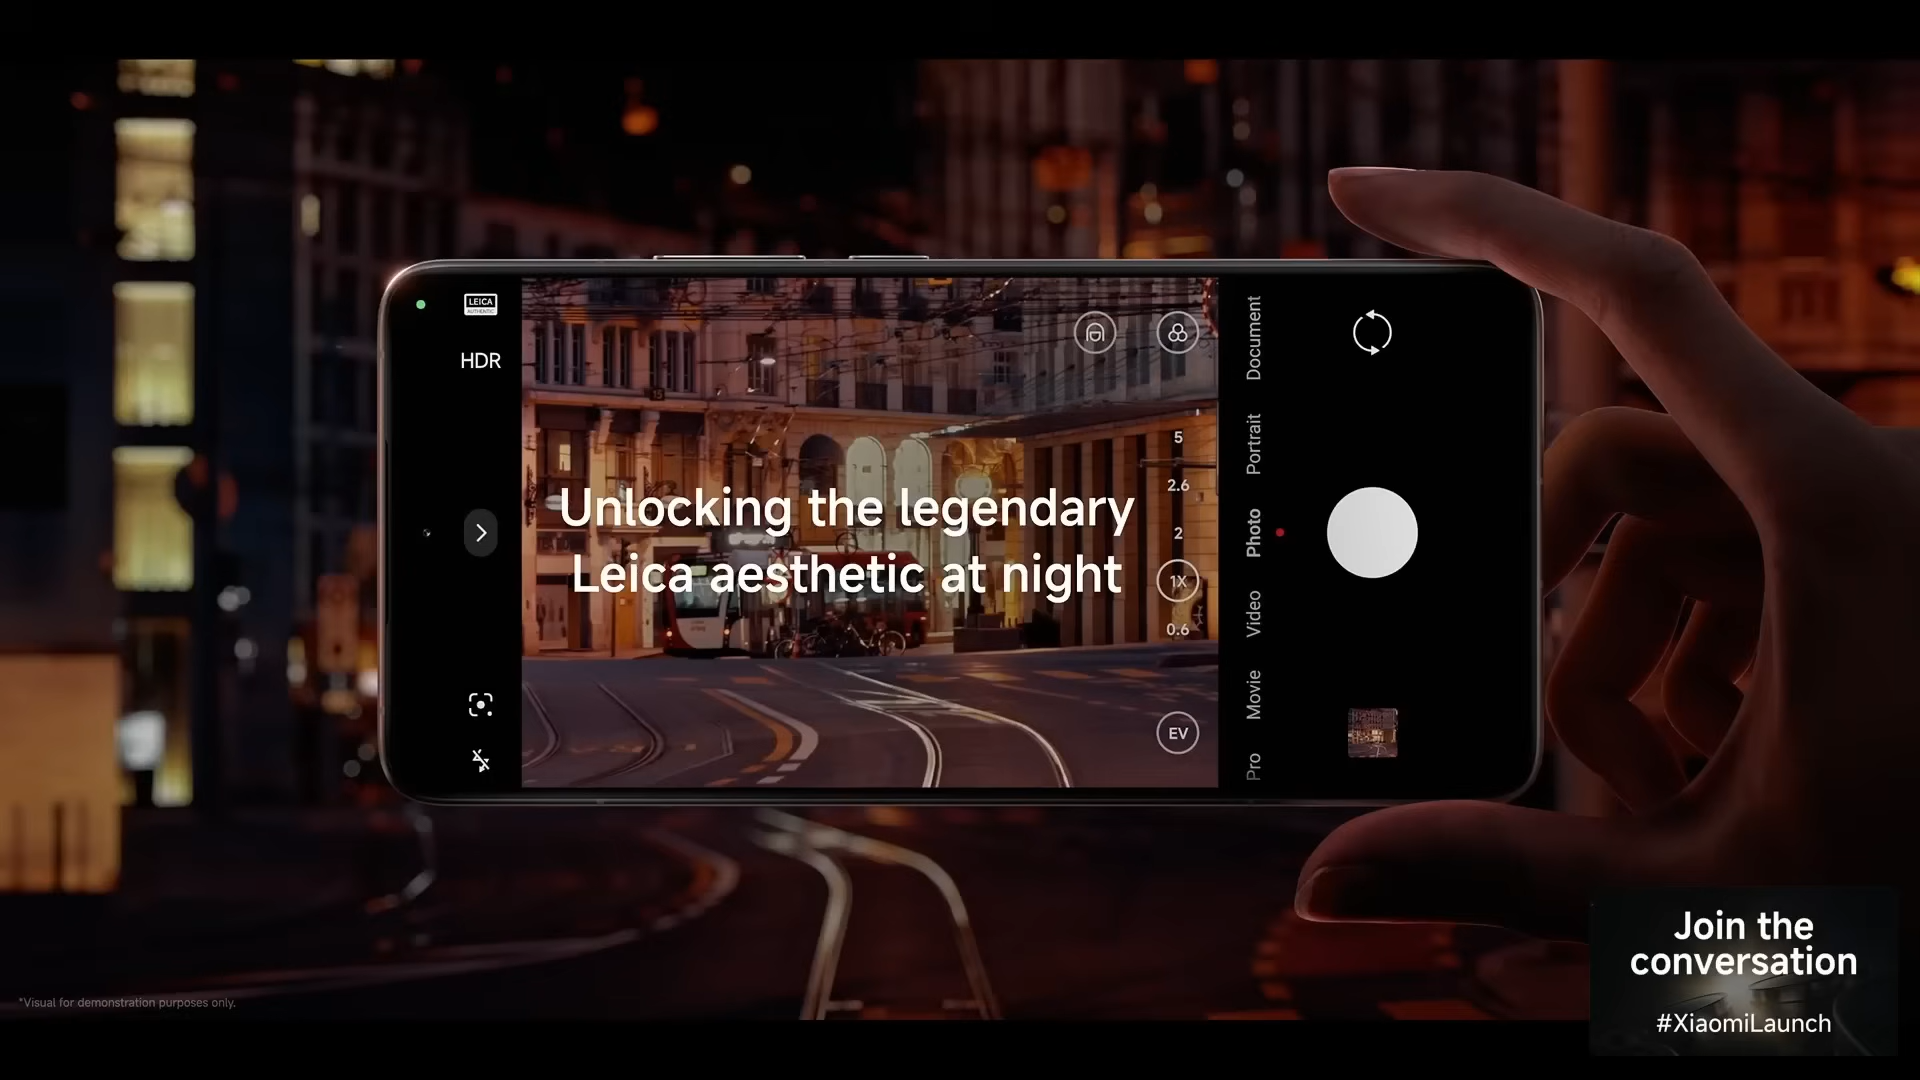 LEICA
AUTHENTIC
HDR
Unlocking the legendary
Leica aesthetic at night
5
2.6
2
1X
0.6
EV
Document
Portrait
Photo
Video
Movie
Pro
*Visual for demonstration purposes only.
Join the
conversation
#XiaomiLaunch